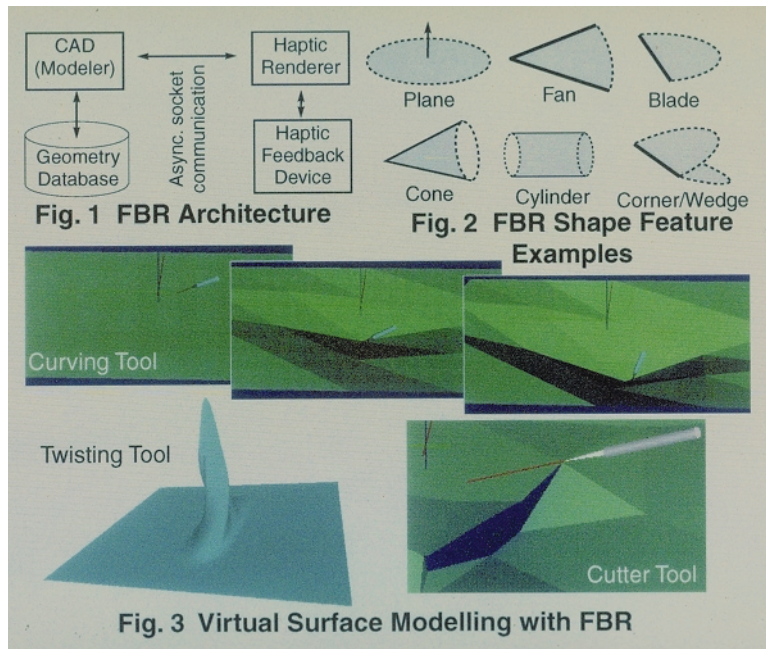 CAD
(Modeler)
Haptic
Renderer
Async. socket
communication
Geometry
Database
Haptic
Feedback
Device
Fig. 1 FBR Architecture
Plane
Fan
Blade
Cone
Cylinder
Corner/Wedge
Fig. 2 FBR Shape Feature
Examples
Curving Tool
Twisting Tool
Cutter Tool
Fig. 3 Virtual Surface Modelling with FBR